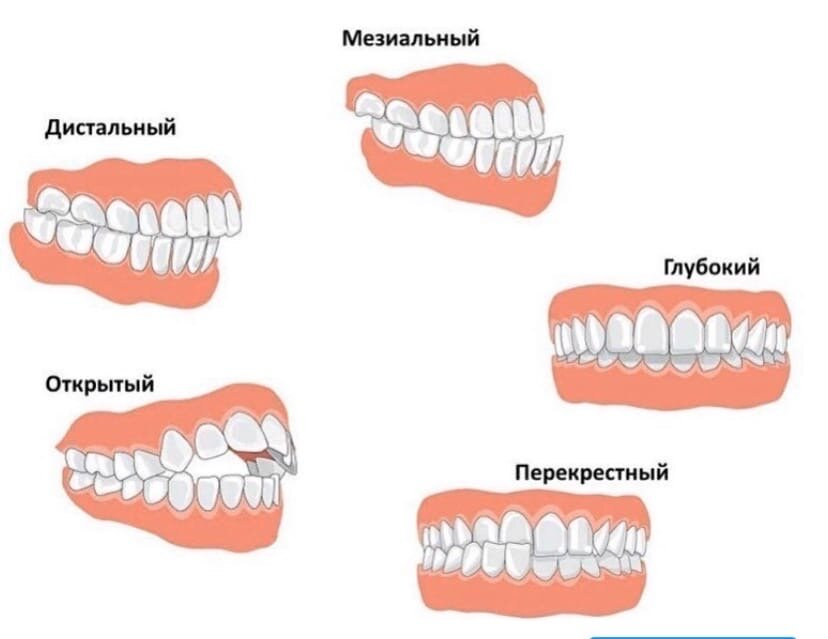 Мезиальный
Дистальный
Глубокий
Открытый
Перекрестный